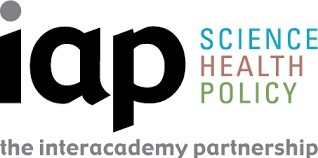 iap
SCIENCE
HEALTH
POLICY
the interacademy partnership